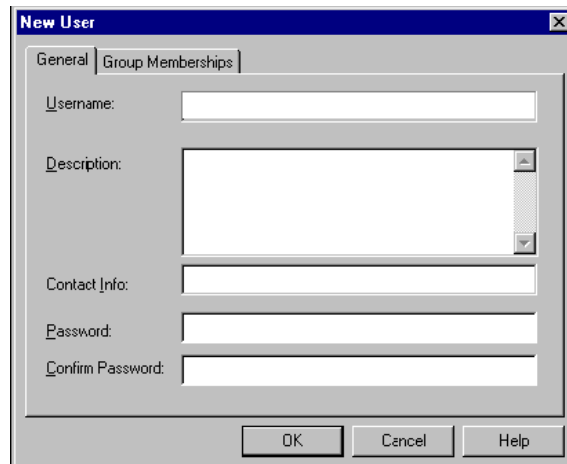 New User
General Group Memberships
Username:
Description:
Contact Info:
Password:
Confirm Password:
OK Cancel Help